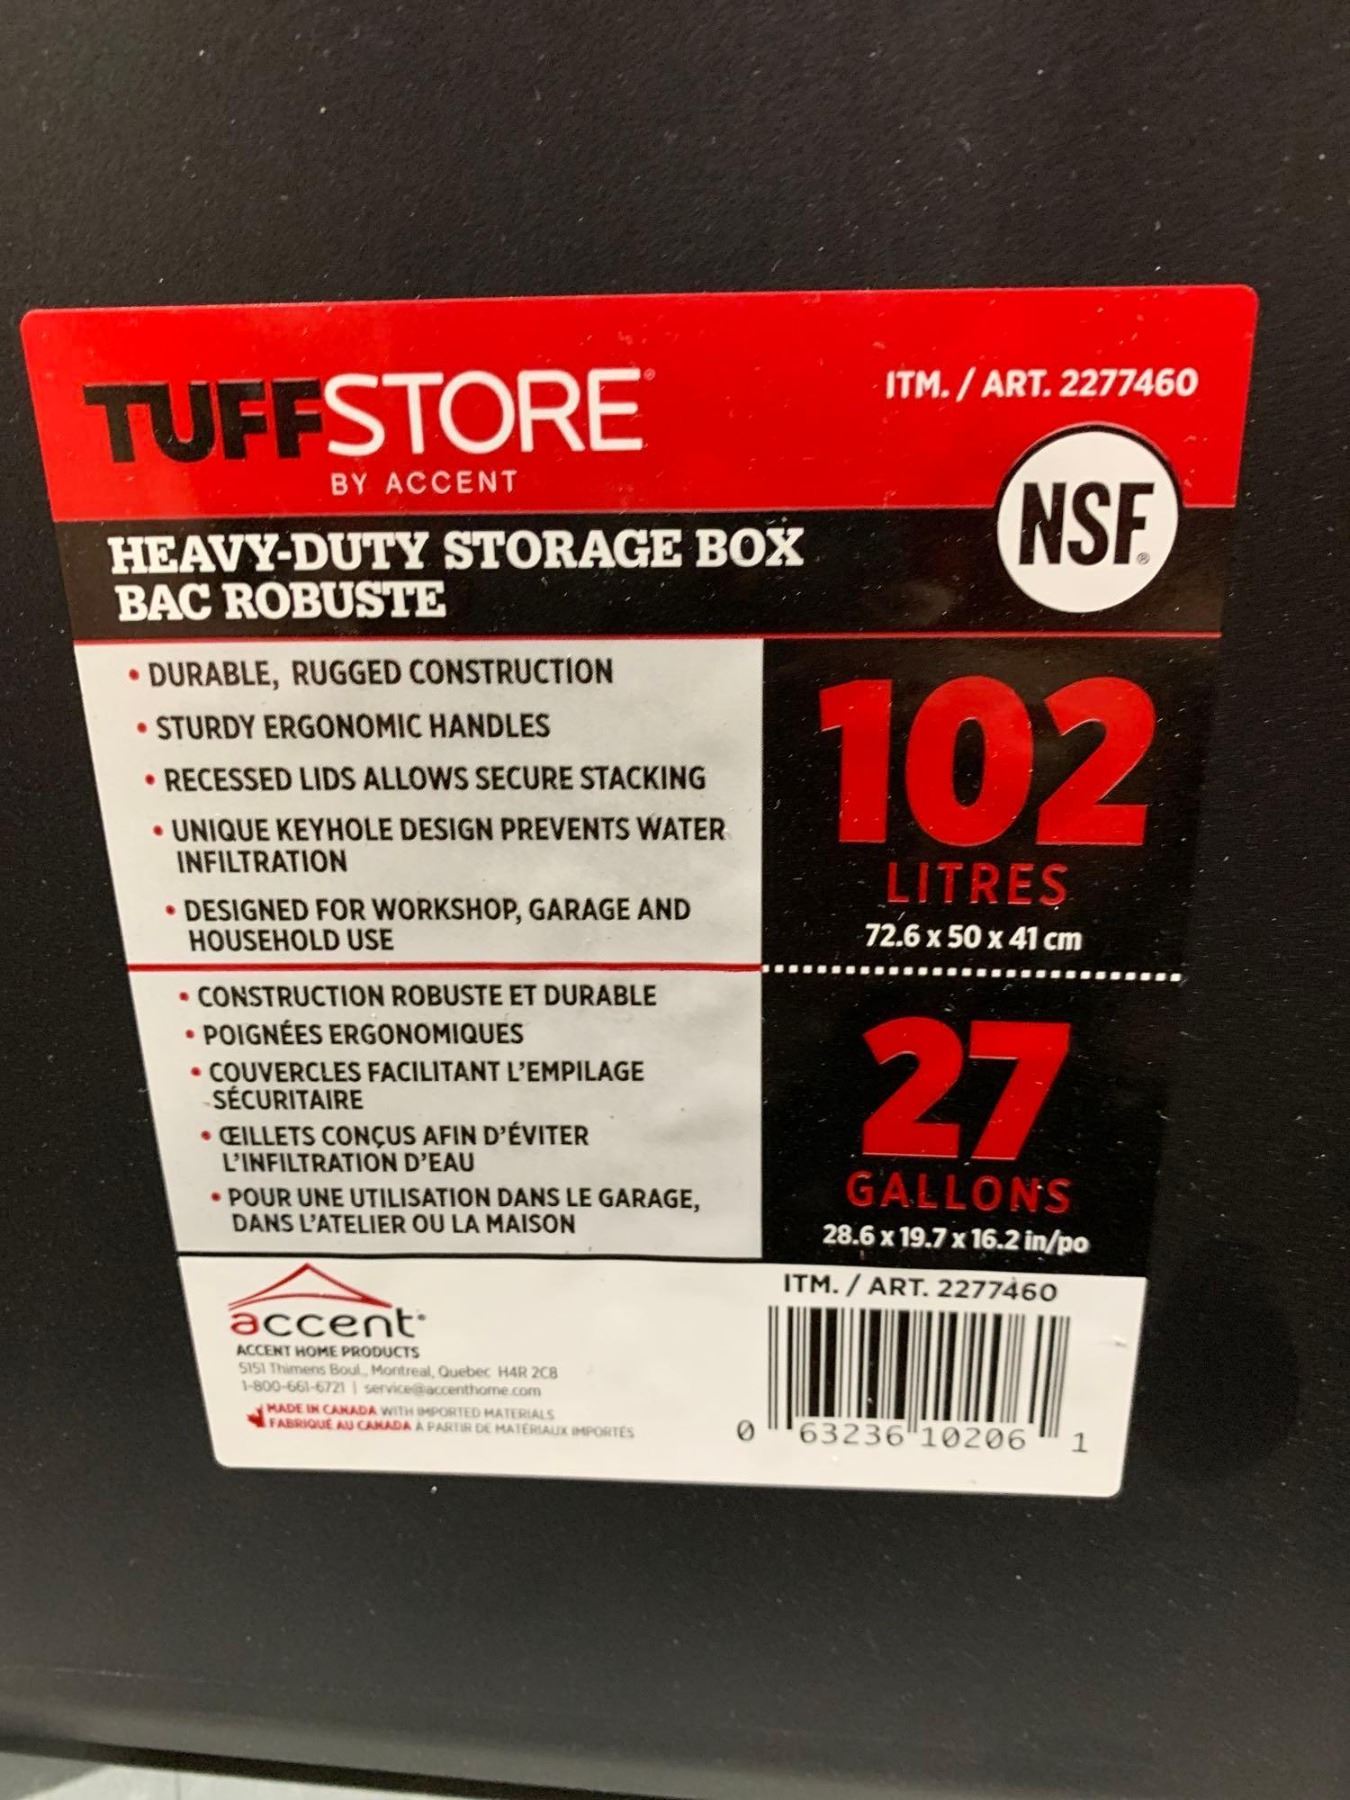 TUFFSTORE®
BY ACCENT
ITM. / ART. 2277460
NSF®
HEAVY-DUTY STORAGE BOX
BAC ROBUSTE
• DURABLE, RUGGED CONSTRUCTION
• STURDY ERGONOMIC HANDLES
• RECESSED LIDS ALLOWS SECURE STACKING
• UNIQUE KEYHOLE DESIGN PREVENTS WATER
INFILTRATION
• DESIGNED FOR WORKSHOP, GARAGE AND
HOUSEHOLD USE
• CONSTRUCTION ROBUSTE ET DURABLE
• POIGNÉES ERGONOMIQUES
• COUVERCLES FACILITANT L'EMPILAGE
SÉCURITAIRE
• ŒILLETS CONÇUS AFIN D'ÉVITER
L'INFILTRATION D'EAU
• POUR UNE UTILISATION DANS LE GARAGE,
DANS L'ATELIER OU LA MAISON
102
LITRES
72.6 x 50 x 41 cm
27
GALLONS
28.6 x 19.7 x 16.2 in/po
accent®
ACCENT HOME PRODUCTS
5151 Thimens Boul., Montreal, Quebec H4R 2C8
1-800-661-6721 | service@accenthome.com
MADE IN CANADA WITH IMPORTED MATERIALS
FABRIQUÉ AU CANADA À PARTIR DE MATÉRIAUX IMPORTÉS
ITM. / ART. 2277460
0 63236 10206 1